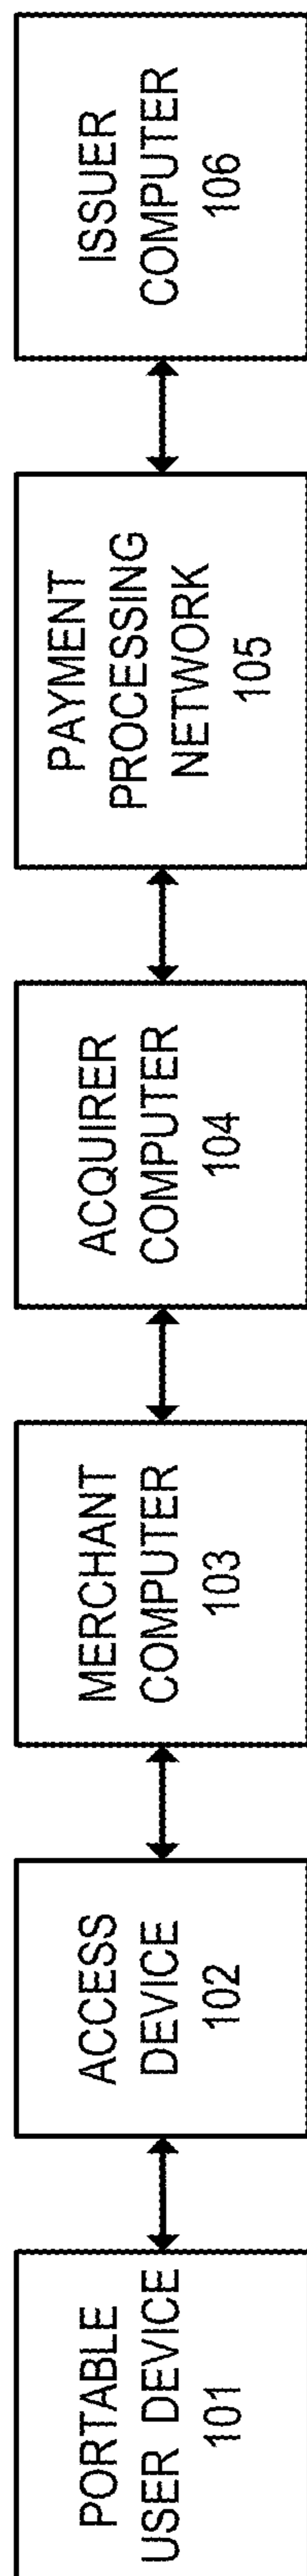 PORTABLE
USER DEVICE
101
ACCESS
DEVICE
102
MERCHANT
COMPUTER
103
ACQUIRER
COMPUTER
104
PAYMENT
PROCESSING
NETWORK
105
ISSUER
COMPUTER
106